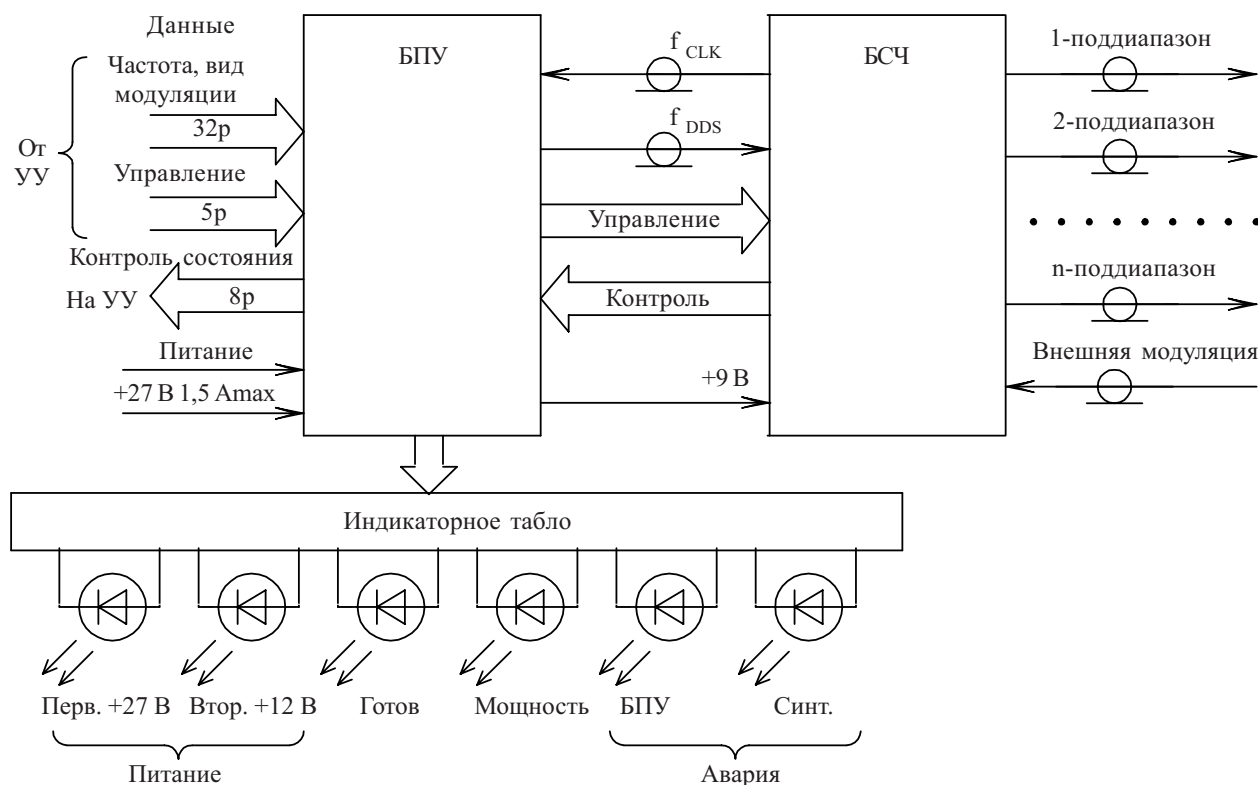 Данные
Частота, вид
модуляции
32р
От
УУ
Управление
5р
Контроль состояния
На УУ
8р
Питание
+27 В 1,5 Amax
БПУ
f CLK
f DDS
Управление
Контроль
+9 В
БСЧ
1-поддиапазон
2-поддиапазон
n-поддиапазон
Внешняя модуляция
Индикаторное табло
Перв. +27 В
Втор. +12 В
Готов
Мощность
БПУ
Синт.
Питание
Авария